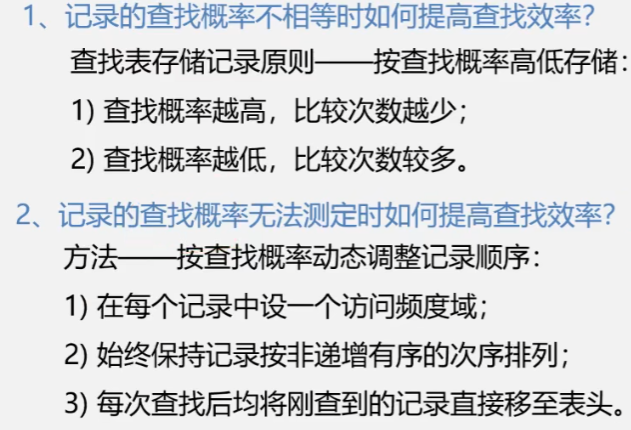 1、记录的查找概率不相等时如何提高查找效率?
查找表存储记录原则——按查找概率高低存储:
1) 查找概率越高,比较次数越少;
2) 查找概率越低,比较次数较多。
2、记录的查找概率无法测定时如何提高查找效率?
方法——按查找概率动态调整记录顺序:
1) 在每个记录中设一个访问频度域;
2) 始终保持记录按非递增有序的次序排列;
3) 每次查找后均将刚查到的记录直接移至表头。